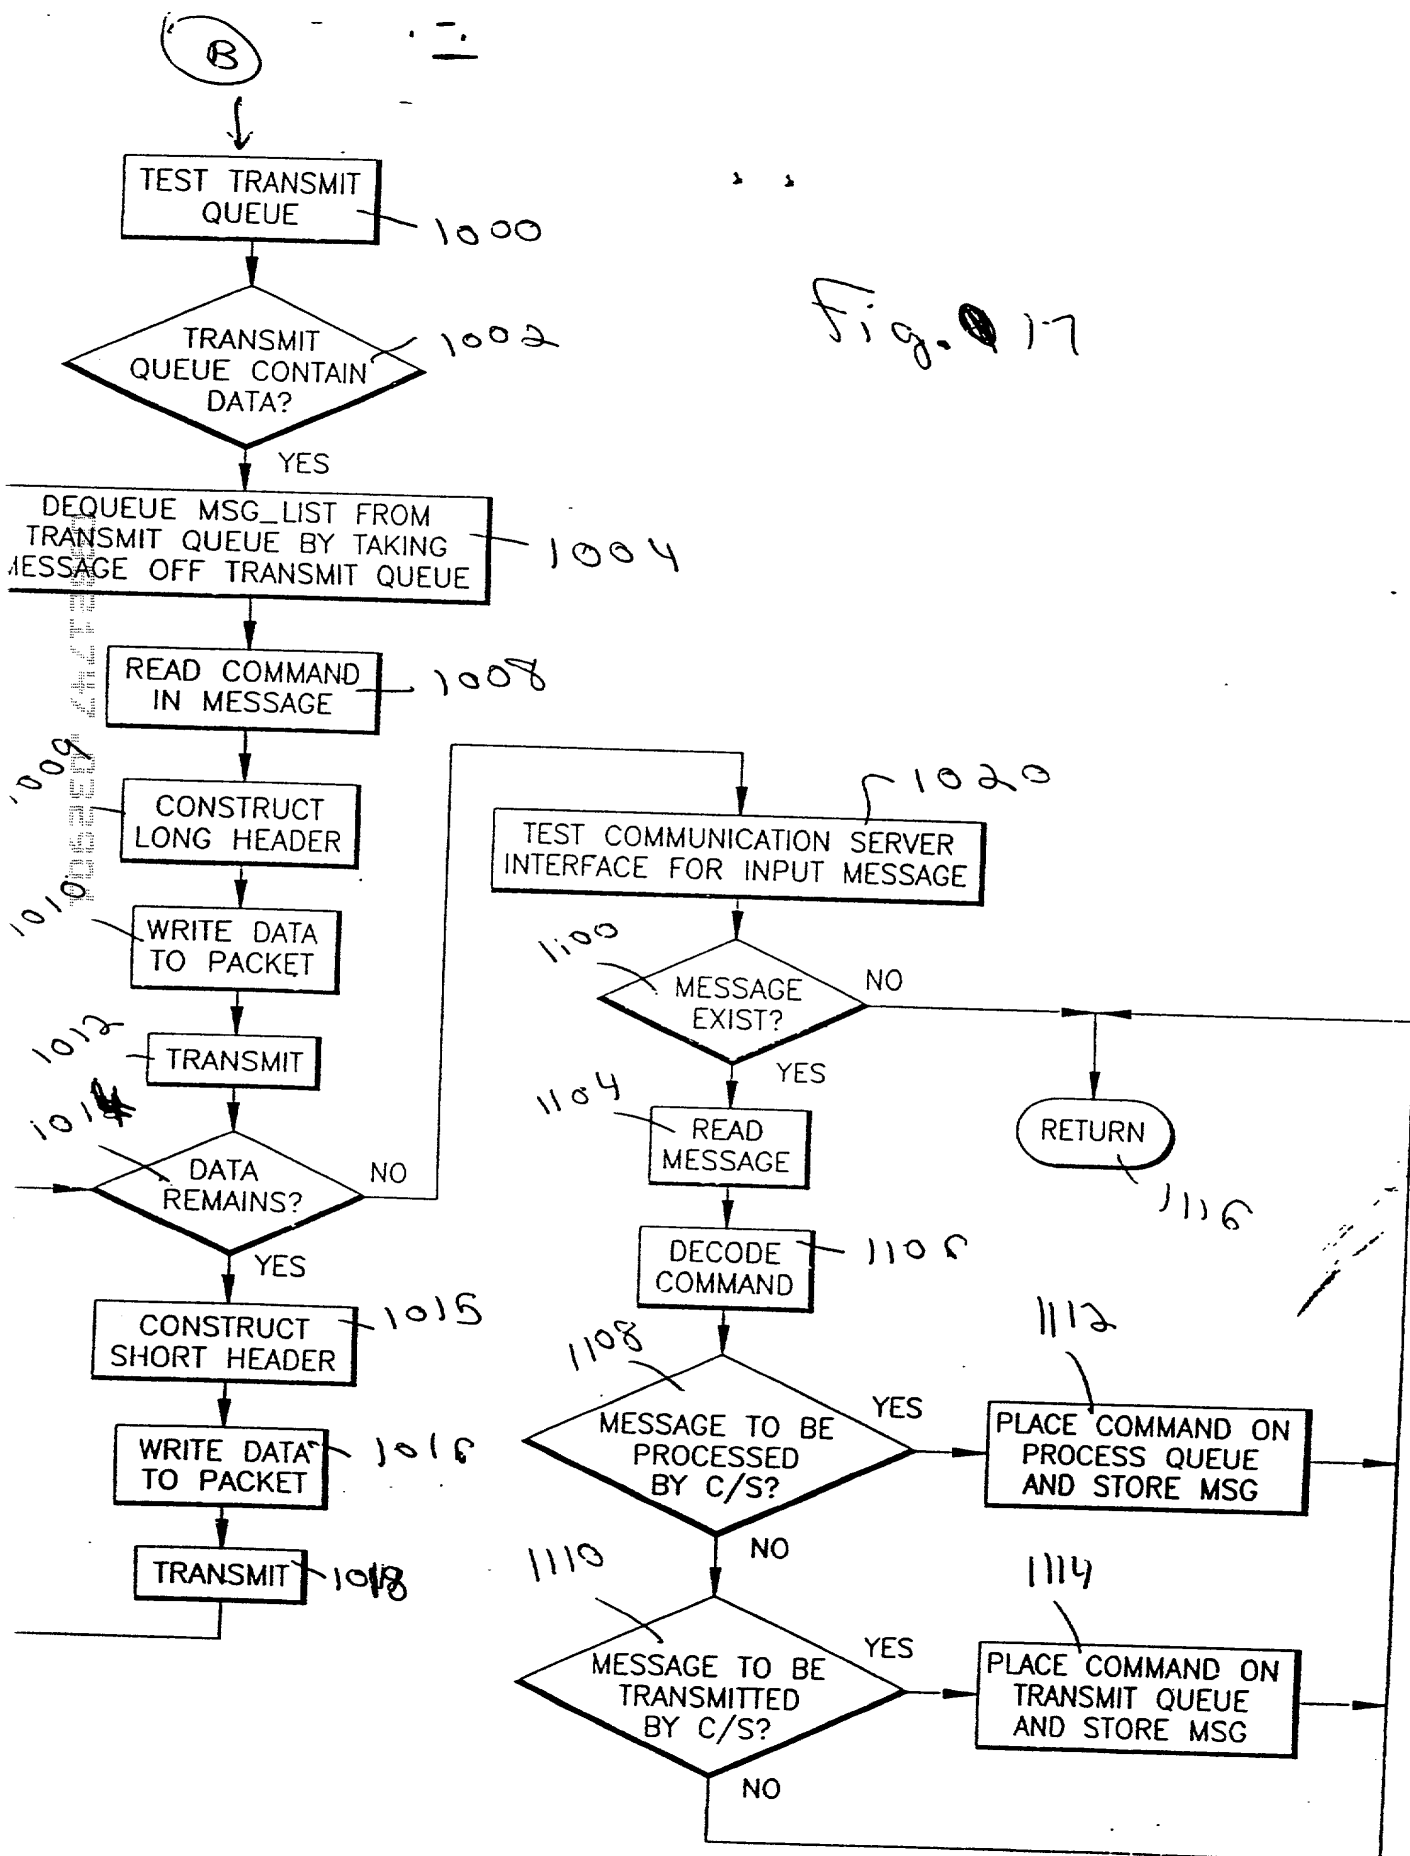 B
TEST TRANSMIT
QUEUE
1000
Fig. 17
TRANSMIT
QUEUE CONTAIN
DATA?
1002
YES
DEQUEUE MSG_LIST FROM
TRANSMIT QUEUE BY TAKING
MESSAGE OFF TRANSMIT QUEUE
1004
READ COMMAND
IN MESSAGE
1008
1009
CONSTRUCT
LONG HEADER
1010
WRITE DATA
TO PACKET
1012
TRANSMIT
1014
DATA
REMAINS?
NO
YES
CONSTRUCT
SHORT HEADER
1015
WRITE DATA
TO PACKET
1016
TRANSMIT
1018
1020
TEST COMMUNICATION SERVER
INTERFACE FOR INPUT MESSAGE
1100
MESSAGE
EXIST?
NO
YES
1104
READ
MESSAGE
RETURN
1116
DECODE
COMMAND
1106
1108
MESSAGE TO BE
PROCESSED
BY C/S?
YES
1112
PLACE COMMAND ON
PROCESS QUEUE
AND STORE MSG
NO
1110
MESSAGE TO BE
TRANSMITTED
BY C/S?
YES
1114
PLACE COMMAND ON
TRANSMIT QUEUE
AND STORE MSG
NO